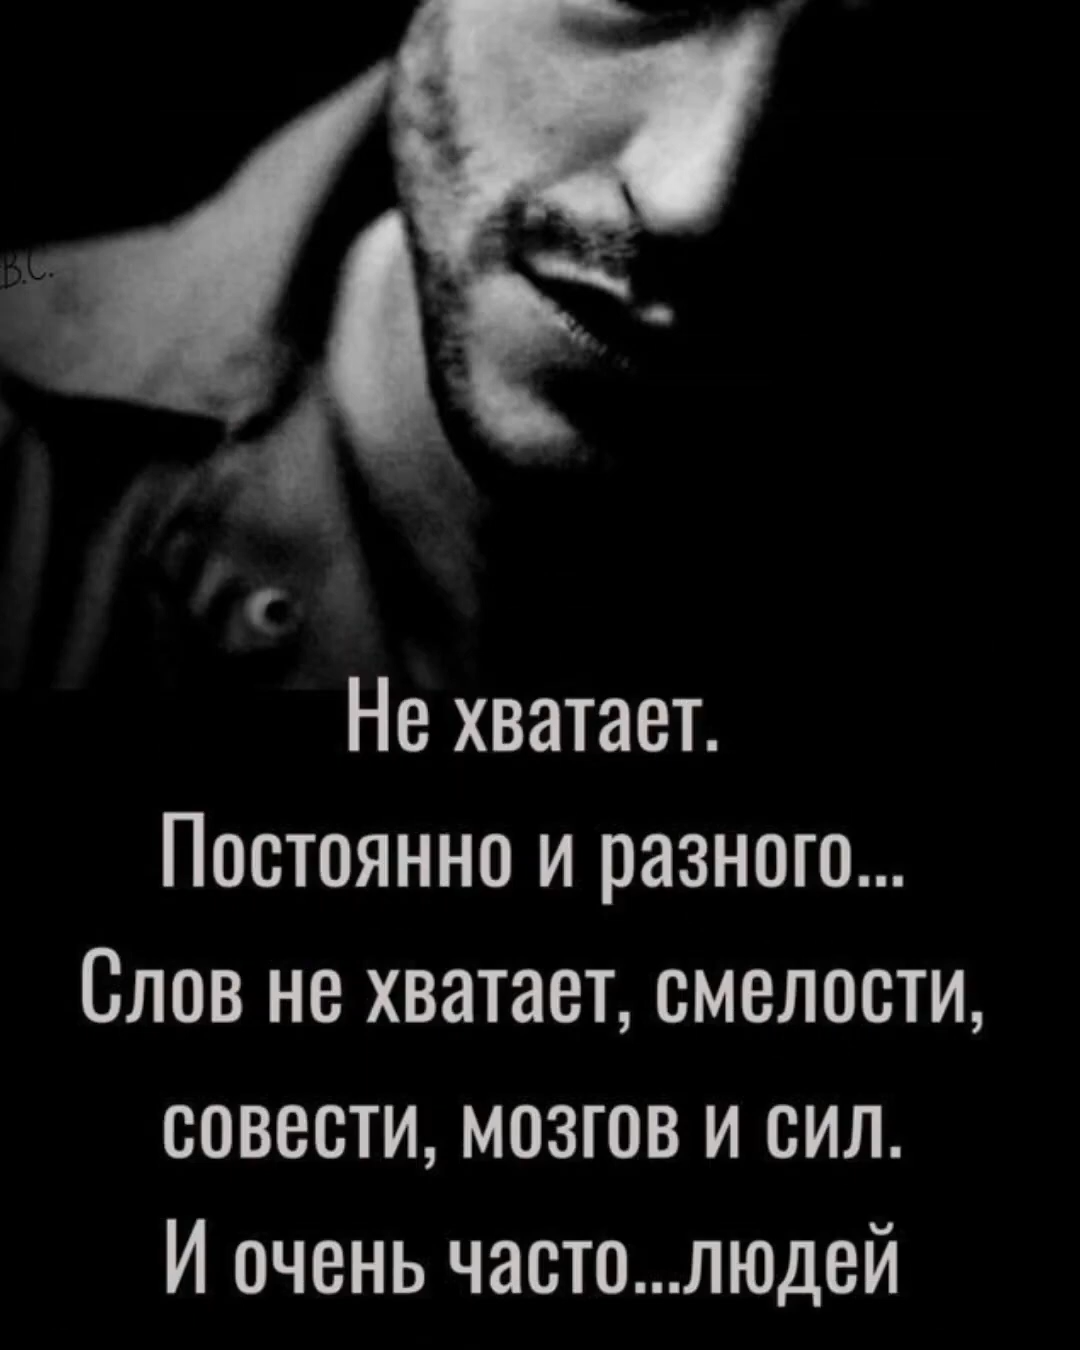 В.С.
Не хватает.
Постоянно и разного...
Слов не хватает, смелости,
совести, мозгов и сил.
И очень часто...людей